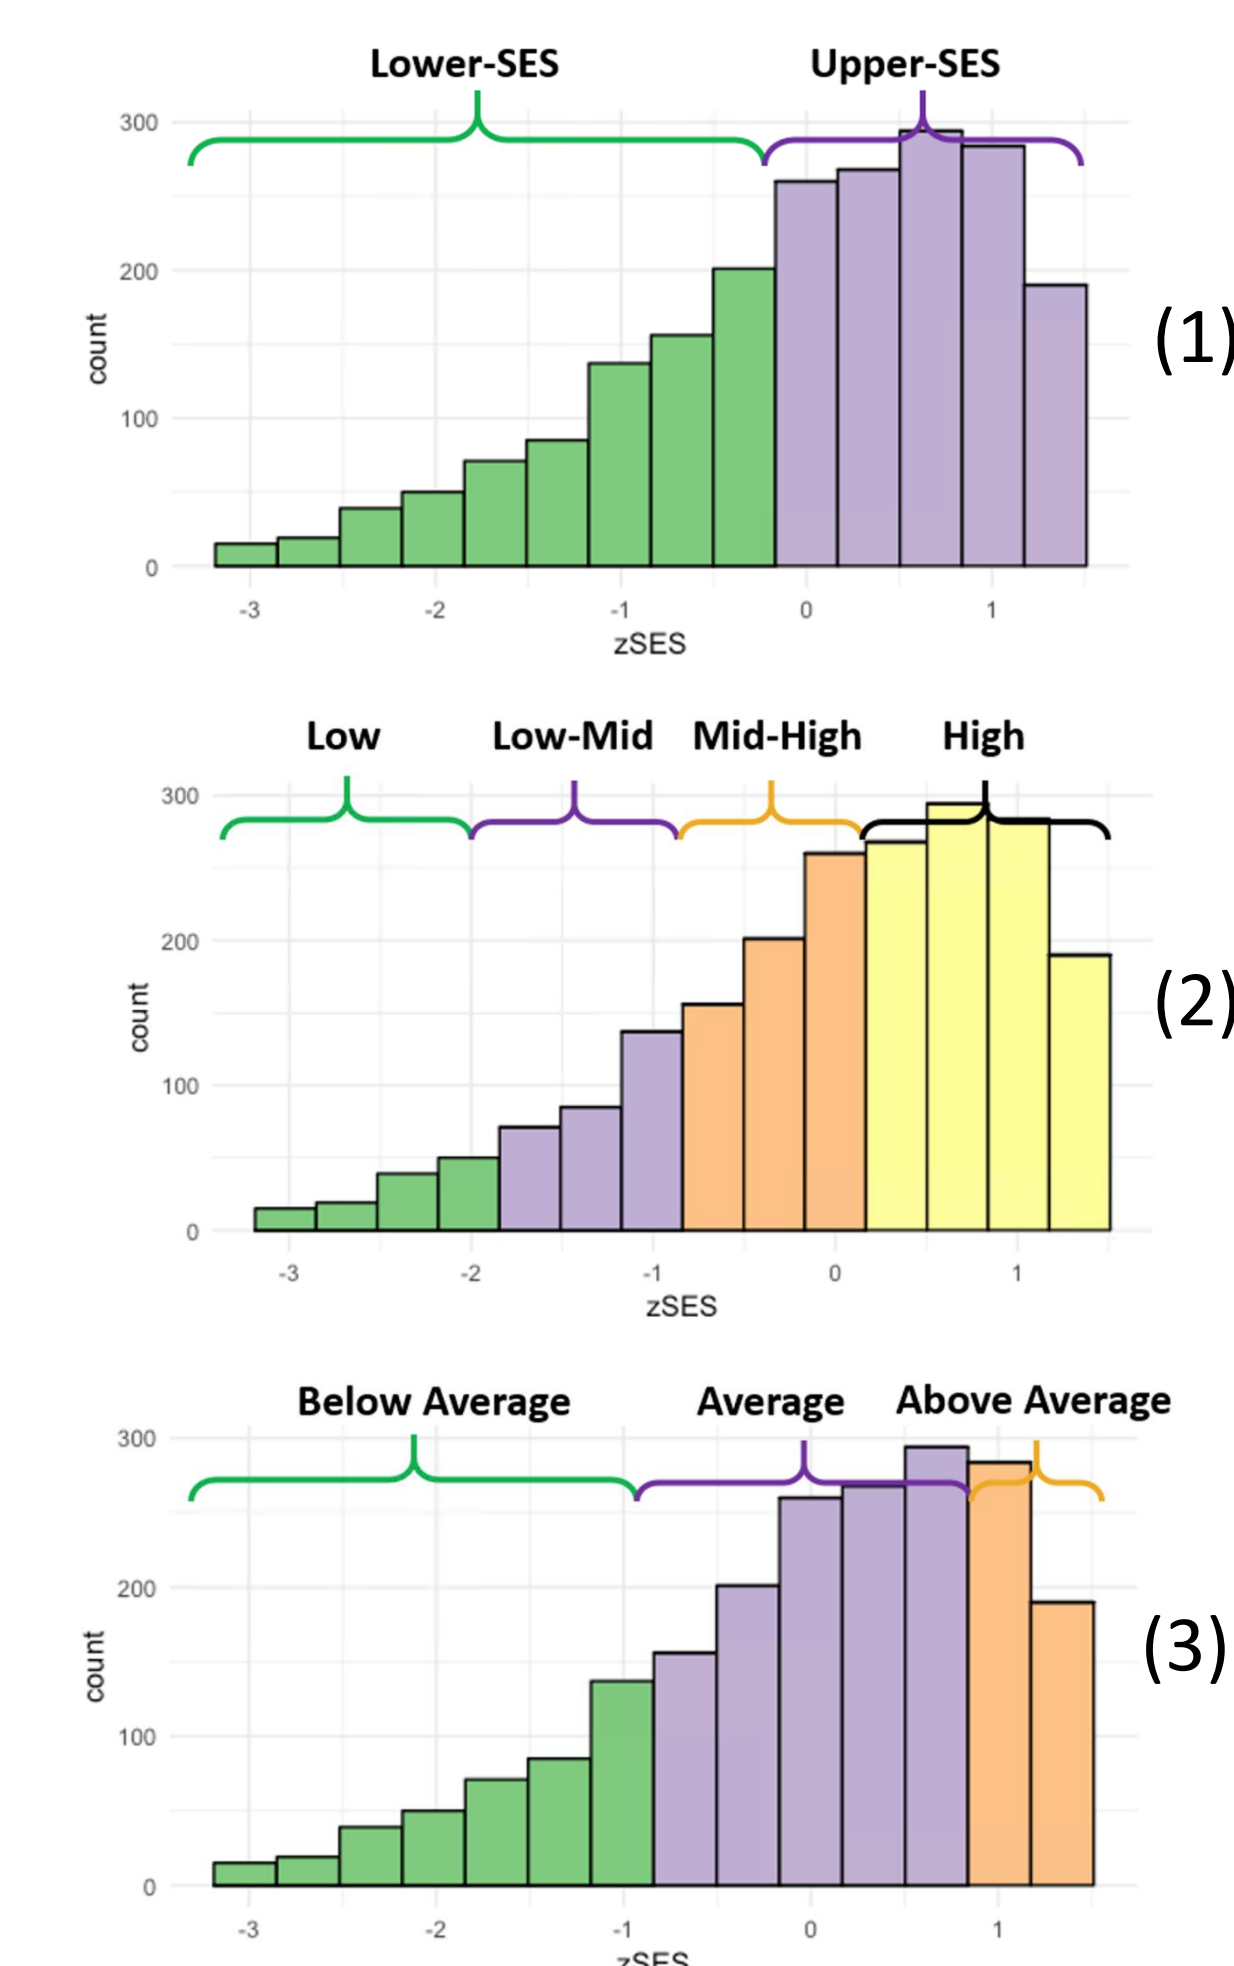 Lower-SES Upper-SES
300
200
100
0
count
(1)
-3 -2 -1 0 1
zSES
Low Low-Mid Mid-High High
300
200
100
0
count
(2)
-3 -2 -1 0 1
zSES
Below Average Average Above Average
300
200
100
0
count
(3)
-3 -2 -1 0 1
zSES